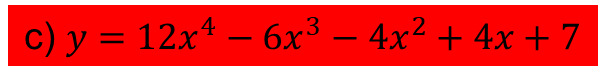 c) y = 12x⁴ − 6x³ − 4x² + 4x + 7